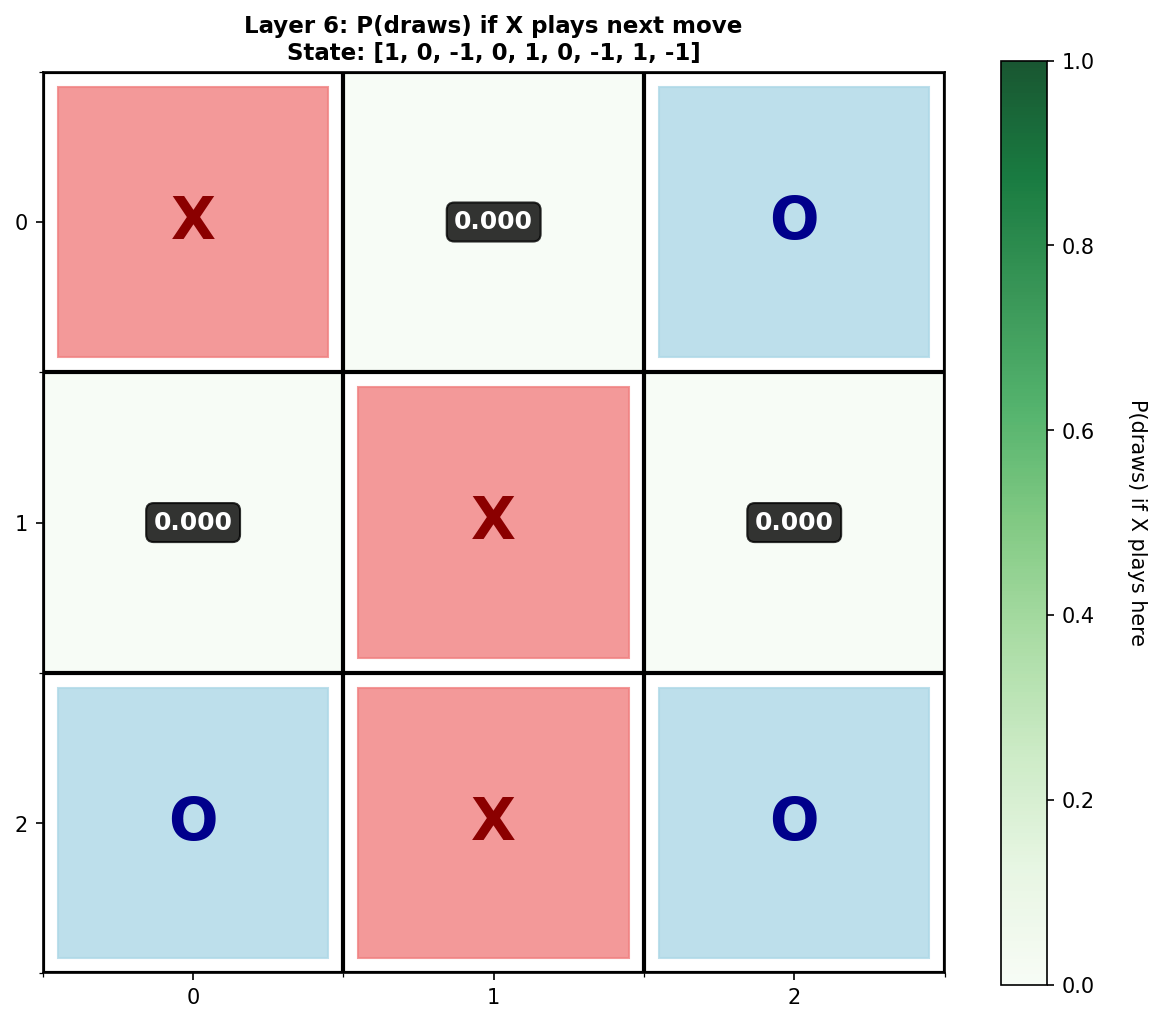 Layer 6: P(draws) if X plays next move
State: [1, 0, -1, 0, 1, 0, -1, 1, -1]
X 0.000 O
0.000 X 0.000
O X O
0
1
2
0 1 2
1.0
0.8
0.6
0.4
0.2
0.0
P(draws) if X plays here